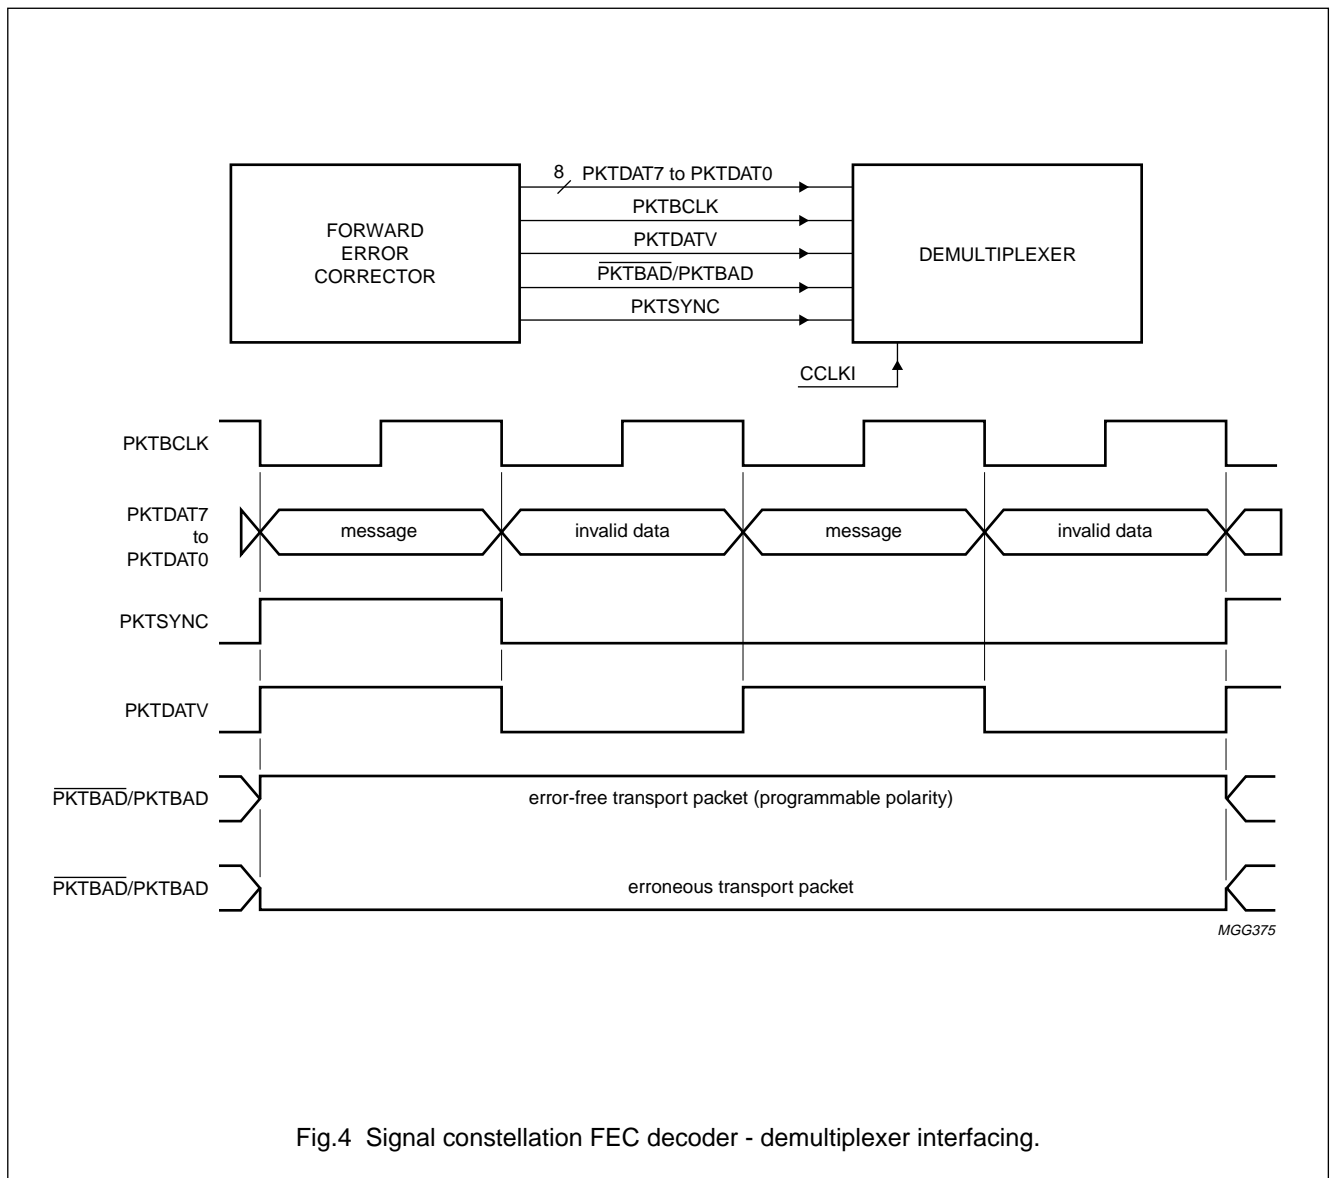 8 PKTDAT7 to PKTDAT0
PKTBCLK
PKTDATV
PKTBAD/PKTBAD
PKTSYNC
FORWARD
ERROR
CORRECTOR
DEMULTIPLEXER
CCLKI
PKTBCLK
PKTDAT7
to
PKTDAT0
message invalid data message invalid data
PKTSYNC
PKTDATV
PKTBAD/PKTBAD error-free transport packet (programmable polarity)
PKTBAD/PKTBAD erroneous transport packet
MGG375
Fig.4 Signal constellation FEC decoder - demultiplexer interfacing.